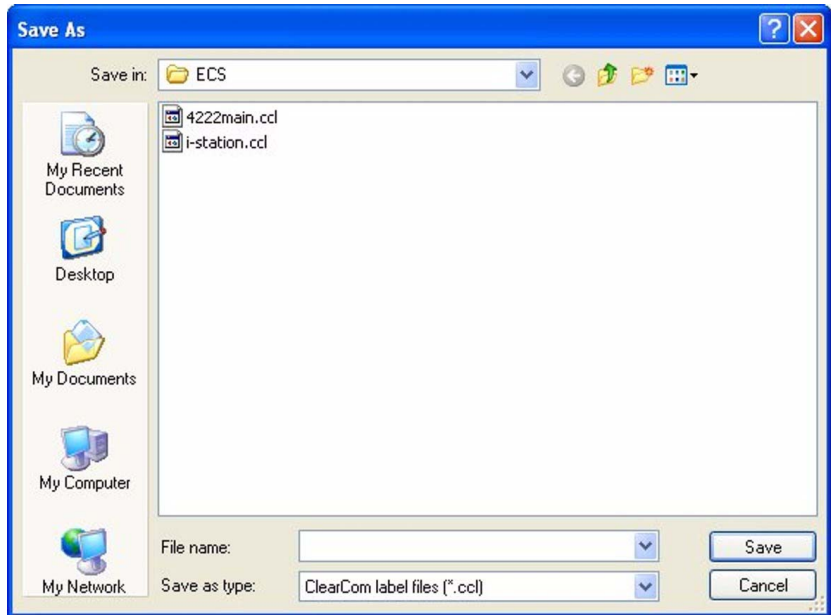 Save As
Save in: ECS
4222main.ccl
i-station.ccl
My Recent
Documents
Desktop
My Documents
My Computer
My Network
File name:
Save
Save as type: ClearCom label files (*.ccl)
Cancel